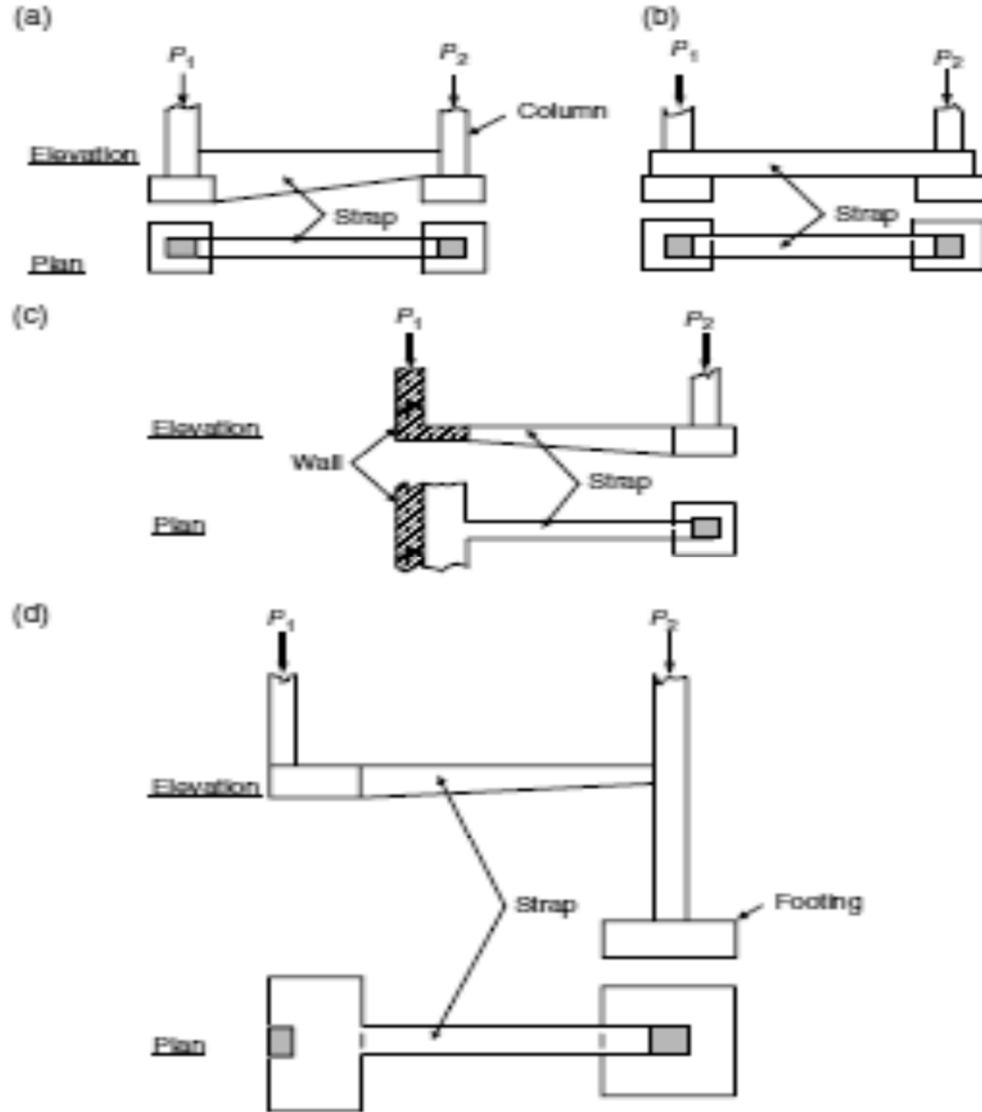 (a)
(b)
P1
P2
P1
P2
Column
Elevation
Strap
Strap
Plan
(c)
P1
P2
Elevation
Wall
Strap
Plan
(d)
P1
P2
Elevation
Strap
Footing
Plan